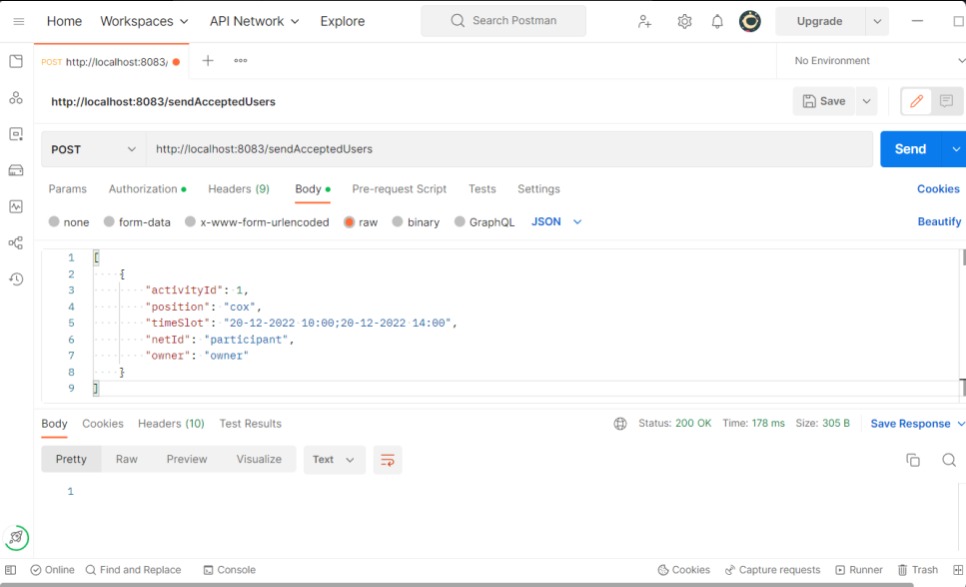 Home Workspaces API Network Explore Search Postman Upgrade
POST http://localhost:8083/ No Environment
http://localhost:8083/sendAcceptedUsers Save
POST http://localhost:8083/sendAcceptedUsers Send
Params Authorization Headers (9) Body Pre-request Script Tests Settings Cookies
none form-data x-www-form-urlencoded raw binary GraphQL JSON Beautify
1 [
2 {
3 "activityId": 1,
4 "position": "cox",
5 "timeSlot": "20-12-2022 10:00;20-12-2022 14:00",
6 "netId": "participant",
7 "owner": "owner"
8 }
9 ]
Body Cookies Headers (10) Test Results Status: 200 OK Time: 178 ms Size: 305 B Save Response
Pretty Raw Preview Visualize Text
1
Online Find and Replace Console Cookies Capture requests Runner Trash